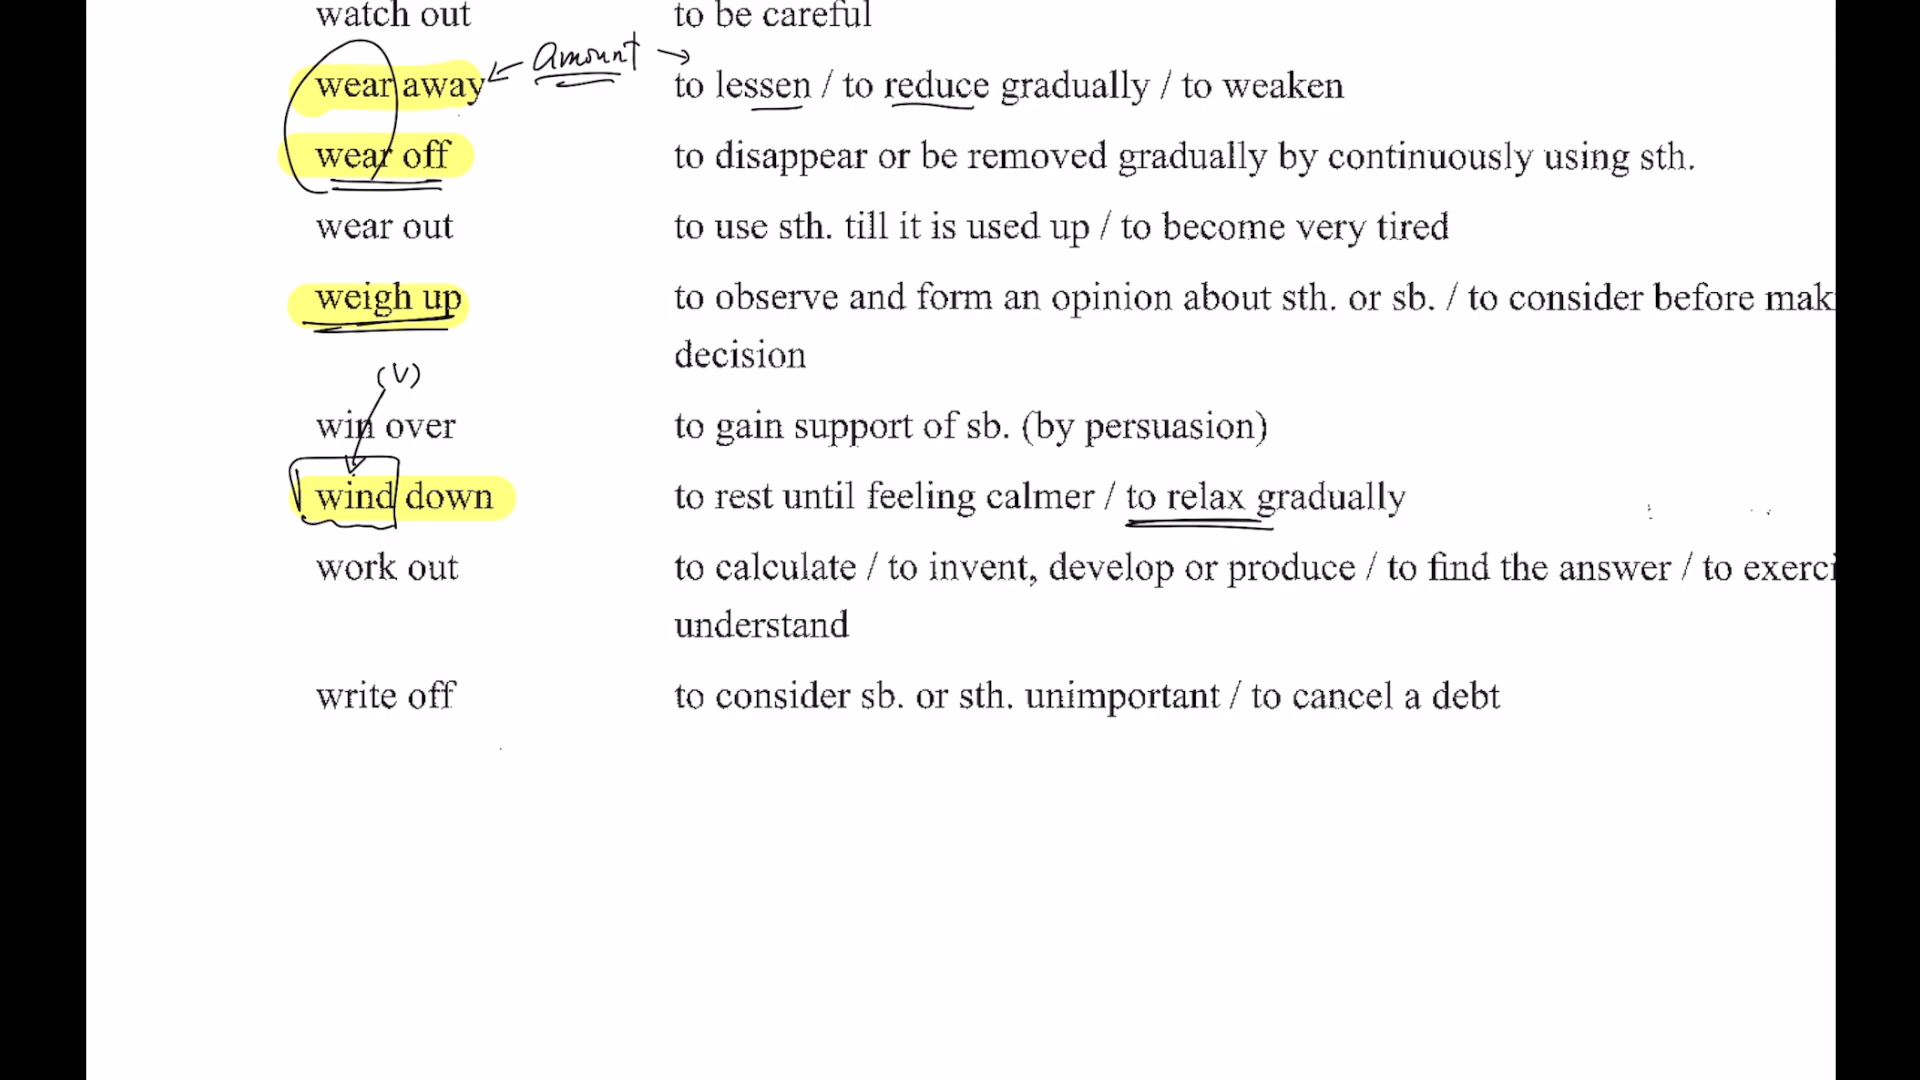 watch out to be careful
amount
wear away to lessen / to reduce gradually / to weaken
wear off to disappear or be removed gradually by continuously using sth.
wear out to use sth. till it is used up / to become very tired
weigh up to observe and form an opinion about sth. or sb. / to consider before mak
decision
(V)
win over to gain support of sb. (by persuasion)
wind down to rest until feeling calmer / to relax gradually
work out to calculate / to invent, develop or produce / to find the answer / to exerci
understand
write off to consider sb. or sth. unimportant / to cancel a debt